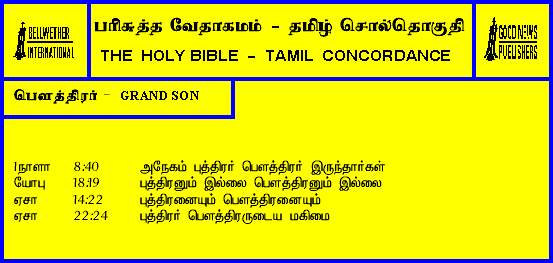 BELLWETHER
INTERNATIONAL
பரிசுத்த வேதாகமம் - தமிழ் சொல்தொகுதி
THE HOLY BIBLE - TAMIL CONCORDANCE
GOOD NEWS
PUBLISHERS
பௌத்திரர் - GRAND SON
1நாளா 8:40 அநேகம் புத்திரர் பௌத்திரர் இருந்தார்கள்
யோபு 18:19 புத்திரனும் இல்லை பௌத்திரனும் இல்லை
ஏசா 14:22 புத்திரனையும் பௌத்திரனையும்
ஏசா 22:24 புத்திரர் பௌத்திரருடைய மகிமை